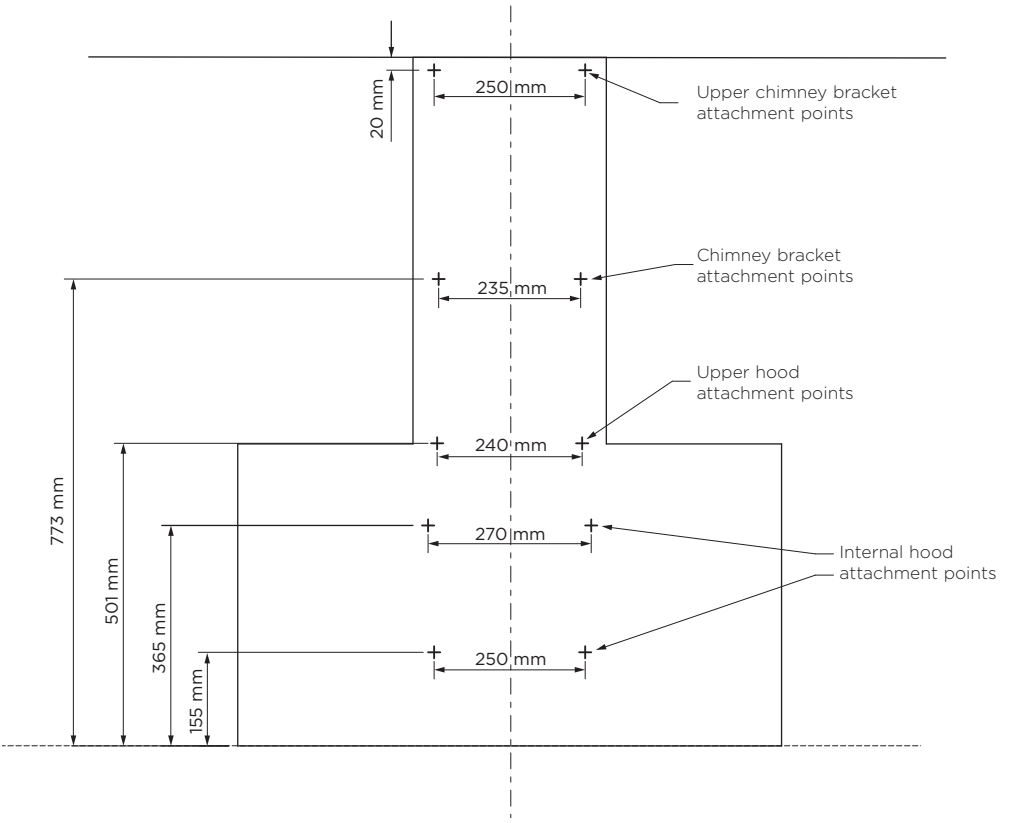 20 mm
250 mm
Upper chimney bracket
attachment points
Chimney bracket
attachment points
235 mm
Upper hood
attachment points
240 mm
773 mm
501 mm
365 mm
155 mm
270 mm
Internal hood
attachment points
250 mm